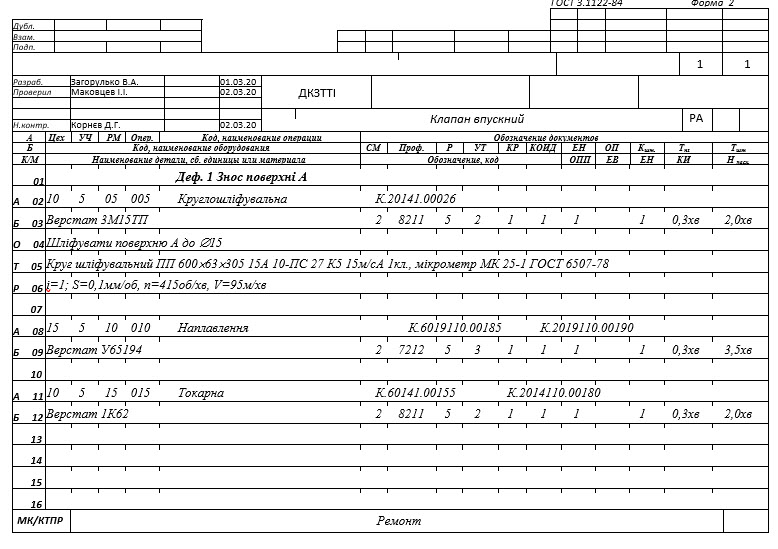 ГОСТ 3.1122-84 Форма 2
Дубл.
Взам.
Подп.
1 1
Разраб. Загорулько В.А. 01.03.20
Проверил Маковцев І.І. 02.03.20
ДКЗТТІ
Н.контр. Корнєв Д.Г. 02.03.20
Клапан впускний РА
А Цех УЧ РМ Опер. Код, наименование операции Обозначение документов
Б Код, наименование оборудования СМ Проф. Р УТ КР КОИД ЕН ОП Кшт. Тпз Тшт
К/М Наименование детали, сб. единицы или материала Обозначение, код ОПП ЕВ ЕН КИ Н расх.
01 Деф. 1 Знос поверхні А
А 02 10 5 05 005 Круглошліфувальна К.20141.00026
Б 03 Верстат 3М15ТП 2 8211 5 2 1 1 1 1 0,3хв 2,0хв
О 04 Шліфувати поверхню А до ∅15
Т 05 Круг шліфувальний ПП 600×63×305 15А 10-ПС 27 К5 15м/сА 1кл., мікрометр МК 25-1 ГОСТ 6507-78
Р 06 i=1; S=0,1мм/об, n=415об/хв, V=95м/хв
07
А 08 15 5 10 010 Наплавлення К.6019110.00185 К.2019110.00190
Б 09 Верстат У65194 2 7212 5 3 1 1 1 1 0,3хв 3,5хв
10
А 11 10 5 15 015 Токарна К.60141.00155 К.2014110.00180
Б 12 Верстат 1К62 2 8211 5 2 1 1 1 1 0,3хв 2,0хв
13
14
15
16
МК/КТПР Ремонт